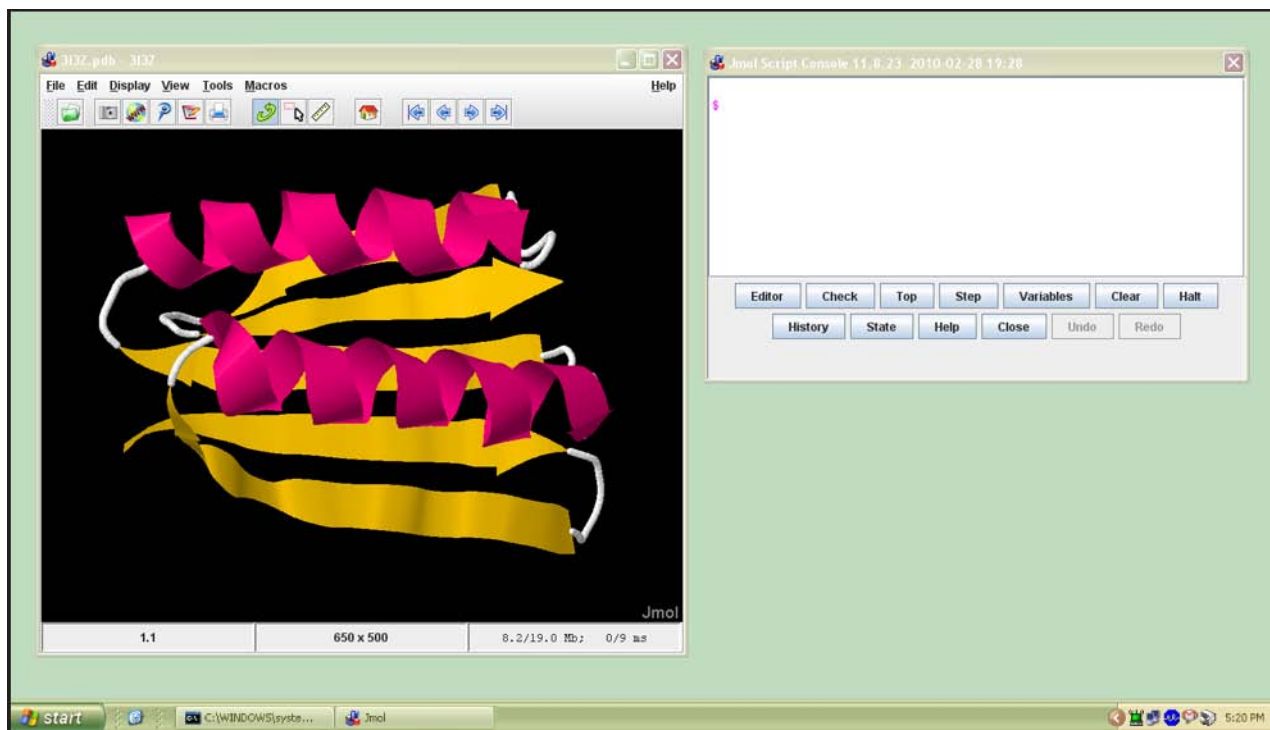 3I3Z.pdb - 3I3Z
File Edit Display View Tools Macros Help
Jmol
1.1 650 x 500 8.2/19.0 Mb; 0/9 ms
Jmol Script Console 11.8.23 2010-02-28 19:28
$
Editor Check Top Step Variables Clear Halt
History State Help Close Undo Redo
start C:\WINDOWS\syste... Jmol 5:20 PM